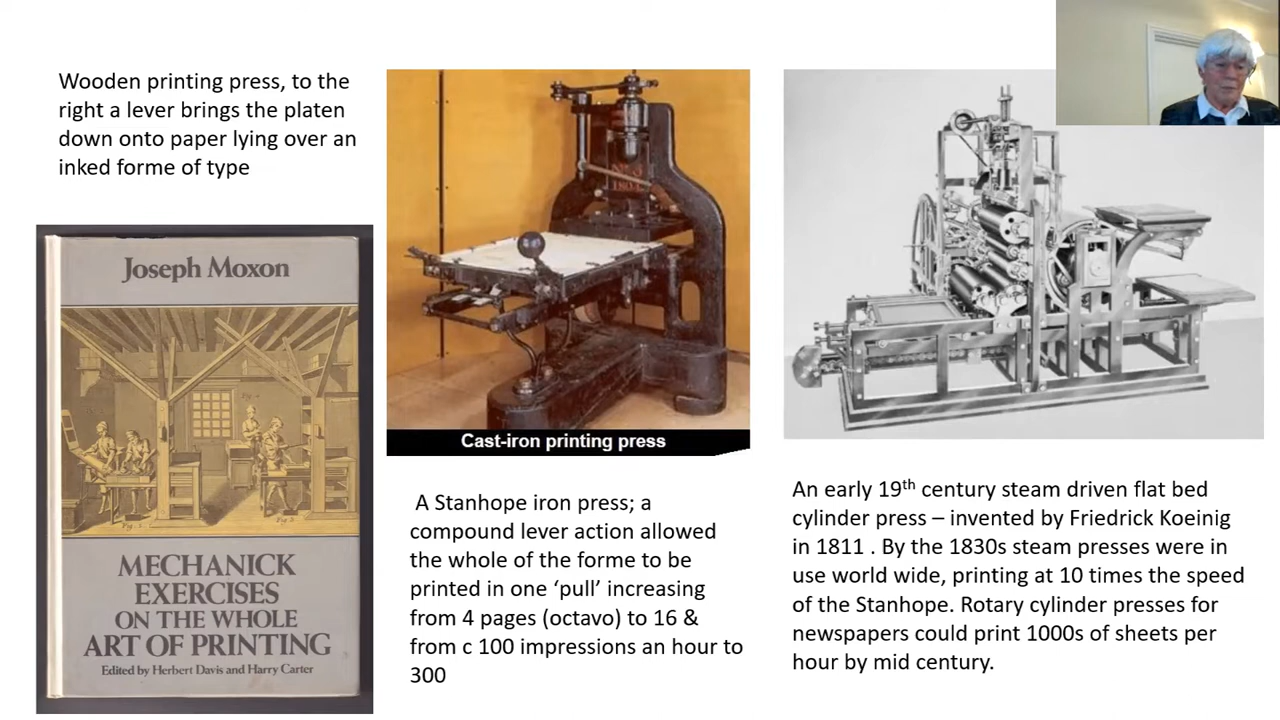 Wooden printing press, to the
right a lever brings the platen
down onto paper lying over an
inked forme of type
Joseph Moxon
MECHANICK
EXERCISES
ON THE WHOLE
ART OF PRINTING
Edited by Herbert Davis and Harry Carter
Cast-iron printing press
A Stanhope iron press; a
compound lever action allowed
the whole of the forme to be
printed in one ‘pull’ increasing
from 4 pages (octavo) to 16 &
from c 100 impressions an hour to
300
An early 19th century steam driven flat bed
cylinder press – invented by Friedrick Koeinig
in 1811 . By the 1830s steam presses were in
use world wide, printing at 10 times the speed
of the Stanhope. Rotary cylinder presses for
newspapers could print 1000s of sheets per
hour by mid century.